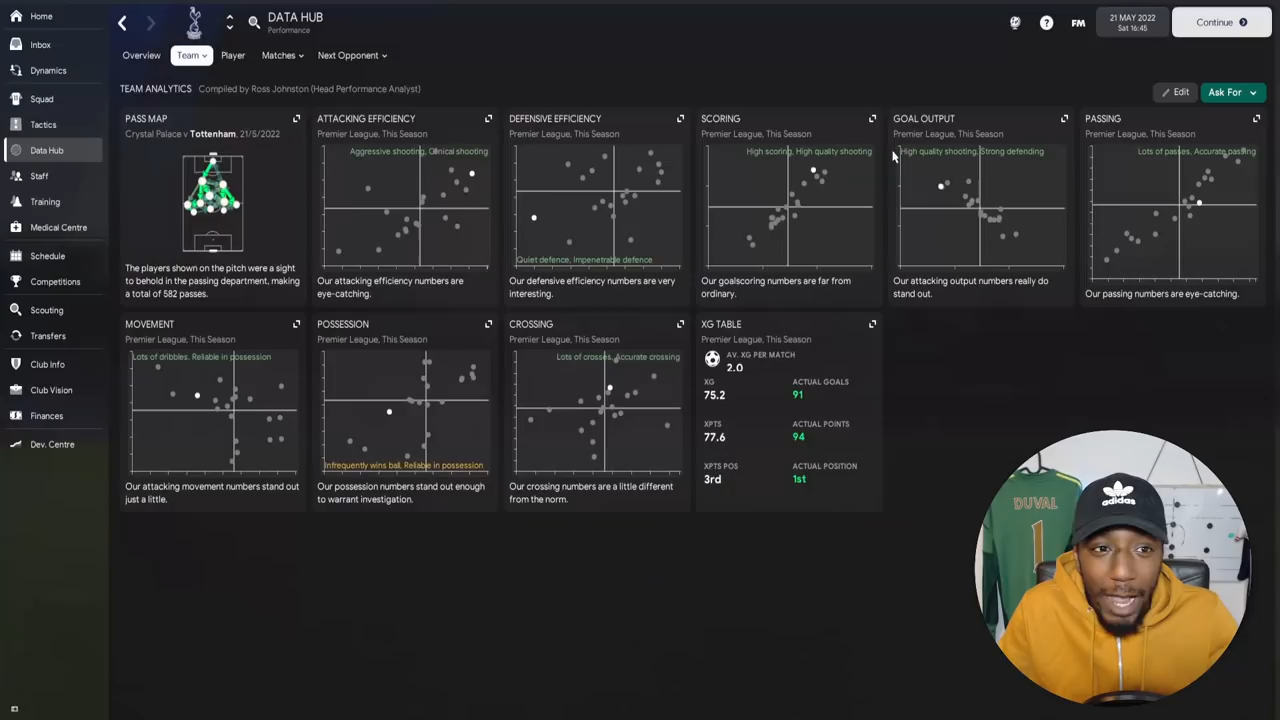 Home
Inbox
Dynamics
Squad
Tactics
Data Hub
Staff
Training
Medical Centre
Schedule
Competitions
Scouting
Transfers
Club Info
Club Vision
Finances
Dev. Centre
DATA HUB
Performance
?
FM
21 MAY 2022
Sat 16:45
Continue
Overview
Team
Player
Matches
Next Opponent
TEAM ANALYTICS Compiled by Ross Johnston (Head Performance Analyst)
Edit
Ask For
PASS MAP
Crystal Palace v Tottenham, 21/5/2022
The players shown on the pitch were a sight
to behold in the passing department, making
a total of 582 passes.
ATTACKING EFFICIENCY
Premier League, This Season
Aggressive shooting, Clinical shooting
Our attacking efficiency numbers are
eye-catching.
DEFENSIVE EFFICIENCY
Premier League, This Season
Quiet defence, Impenetrable defence
Our defensive efficiency numbers are very
interesting.
SCORING
Premier League, This Season
High scoring, High quality shooting
Our goalscoring numbers are far from
ordinary.
GOAL OUTPUT
Premier League, This Season
High quality shooting, Strong defending
Our attacking output numbers really do
stand out.
PASSING
Premier League, This Season
Lots of passes, Accurate passing
Our passing numbers are eye-catching.
MOVEMENT
Premier League, This Season
Lots of dribbles, Reliable in possession
Our attacking movement numbers stand out
just a little.
POSSESSION
Premier League, This Season
Infrequently wins ball, Reliable in possession
Our possession numbers stand out enough
to warrant investigation.
CROSSING
Premier League, This Season
Lots of crosses, Accurate crossing
Our crossing numbers are a little different
from the norm.
XG TABLE
Premier League, This Season
AV. XG PER MATCH
2.0
XG
75.2
ACTUAL GOALS
91
XPTS
77.6
ACTUAL POINTS
94
XPTS POS
3rd
ACTUAL POSITION
1st
DUVAL
1
adidas